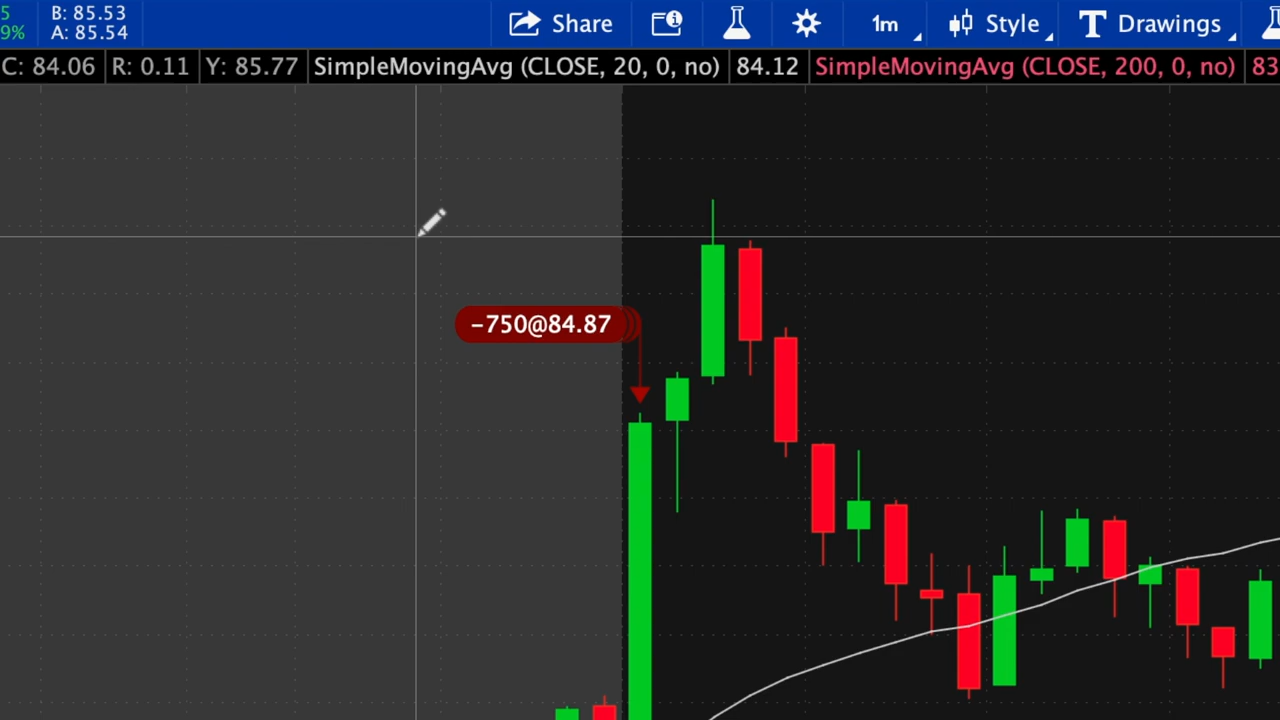 5
9%
B: 85.53
A: 85.54
Share
1m
Style
T Drawings
C: 84.06 R: 0.11 Y: 85.77 SimpleMovingAvg (CLOSE, 20, 0, no) 84.12 SimpleMovingAvg (CLOSE, 200, 0, no) 83
-750@84.87